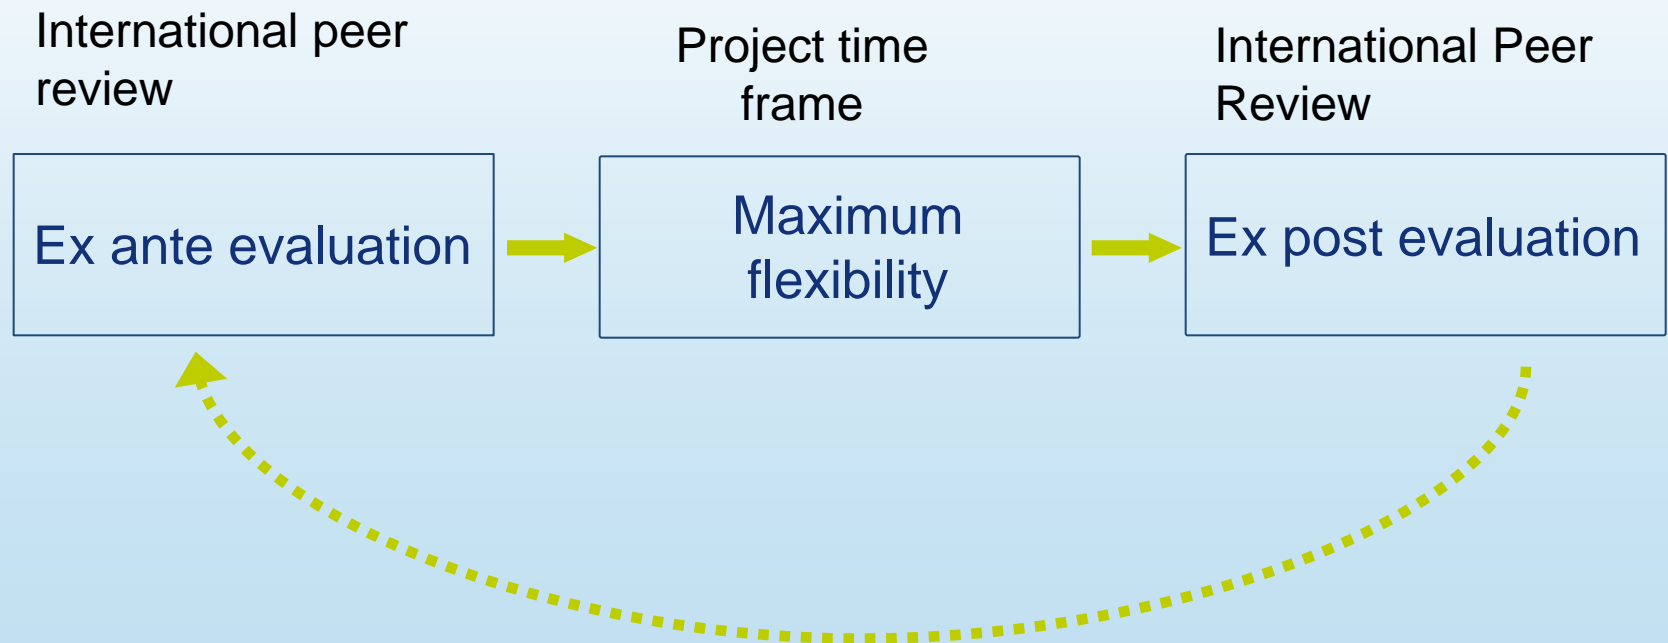 International peer
review
Project time
frame
International Peer
Review
Ex ante evaluation
Maximum
flexibility
Ex post evaluation